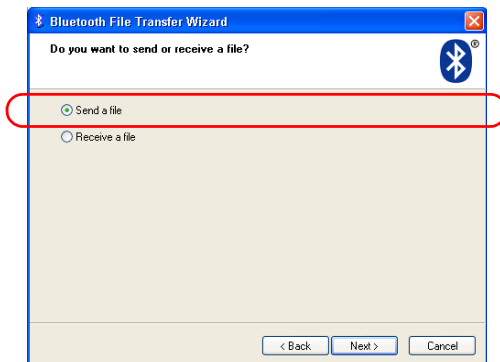 Bluetooth File Transfer Wizard
Do you want to send or receive a file?
®
Send a file
Receive a file
< Back Next > Cancel